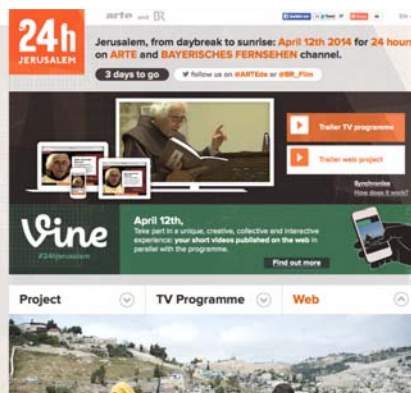 24h
JERUSALEM
arte and BR
Jerusalem, from daybreak to sunrise: April 12th 2014 for 24 hours
on ARTE and BAYERISCHES FERNSEHEN channel.
3 days to go
follow us on @ARTEde or @BR_Film
Trailer TV programme
Trailer web project
Synchronise
How does it work?
Vine
#24hjerusalem
April 12th,
Take part in a unique, creative, collective and interactive
experience: your short videos published on the web in
parallel with the programme.
Find out more
Project
TV Programme
Web